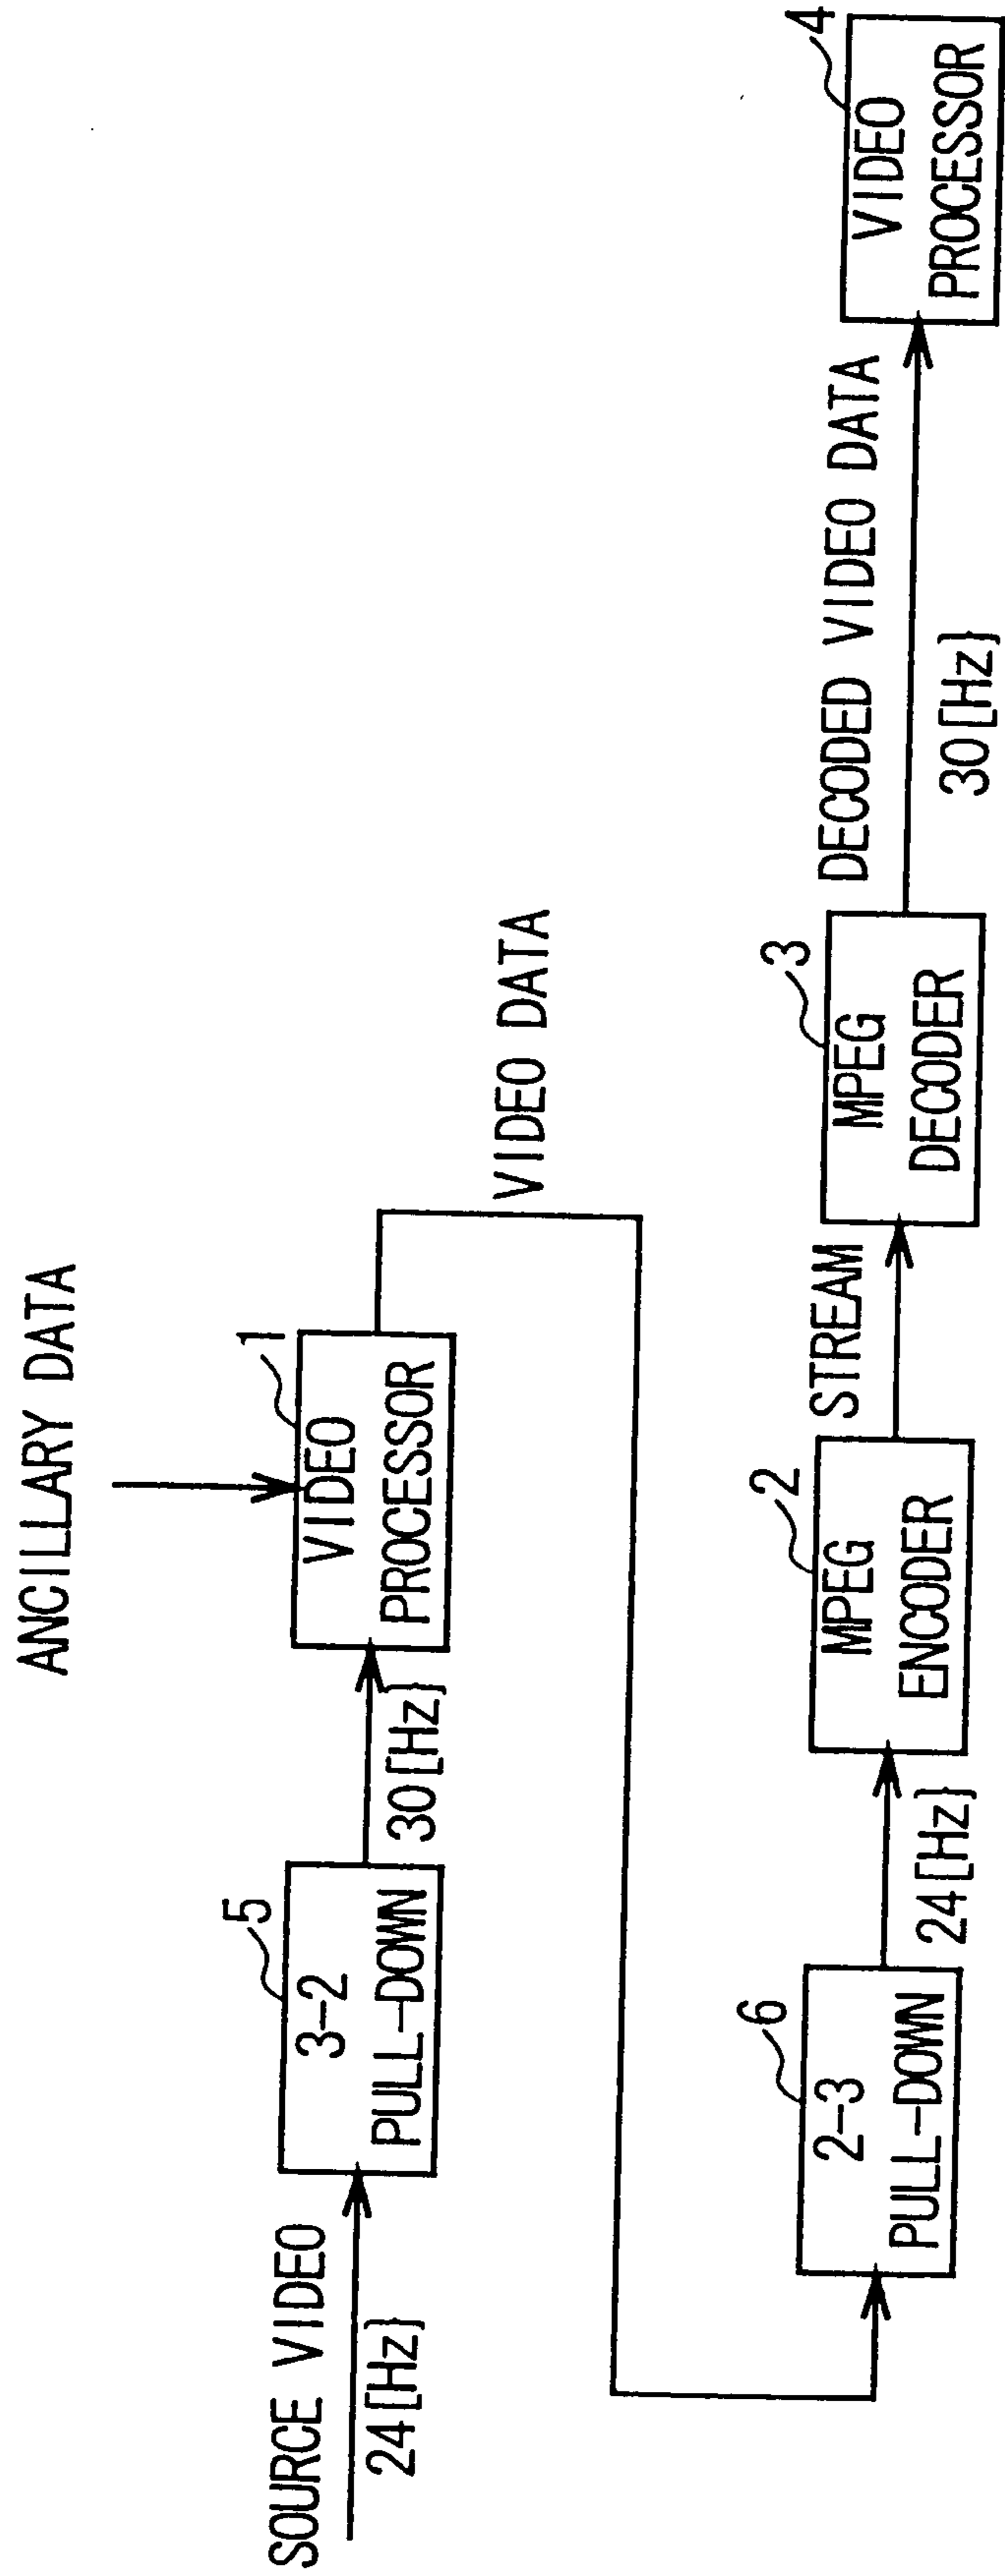 ANCILLARY DATA
SOURCE VIDEO
24[Hz}
5
3-2
PULL-DOWN
30[Hz}
1
VIDEO
PROCESSOR
VIDEO DATA
6
2-3
PULL-DOWN
24[Hz}
2
MPEG
ENCODER
STREAM
3
MPEG
DECODER
DECODED VIDEO DATA
30[Hz}
4
VIDEO
PROCESSOR